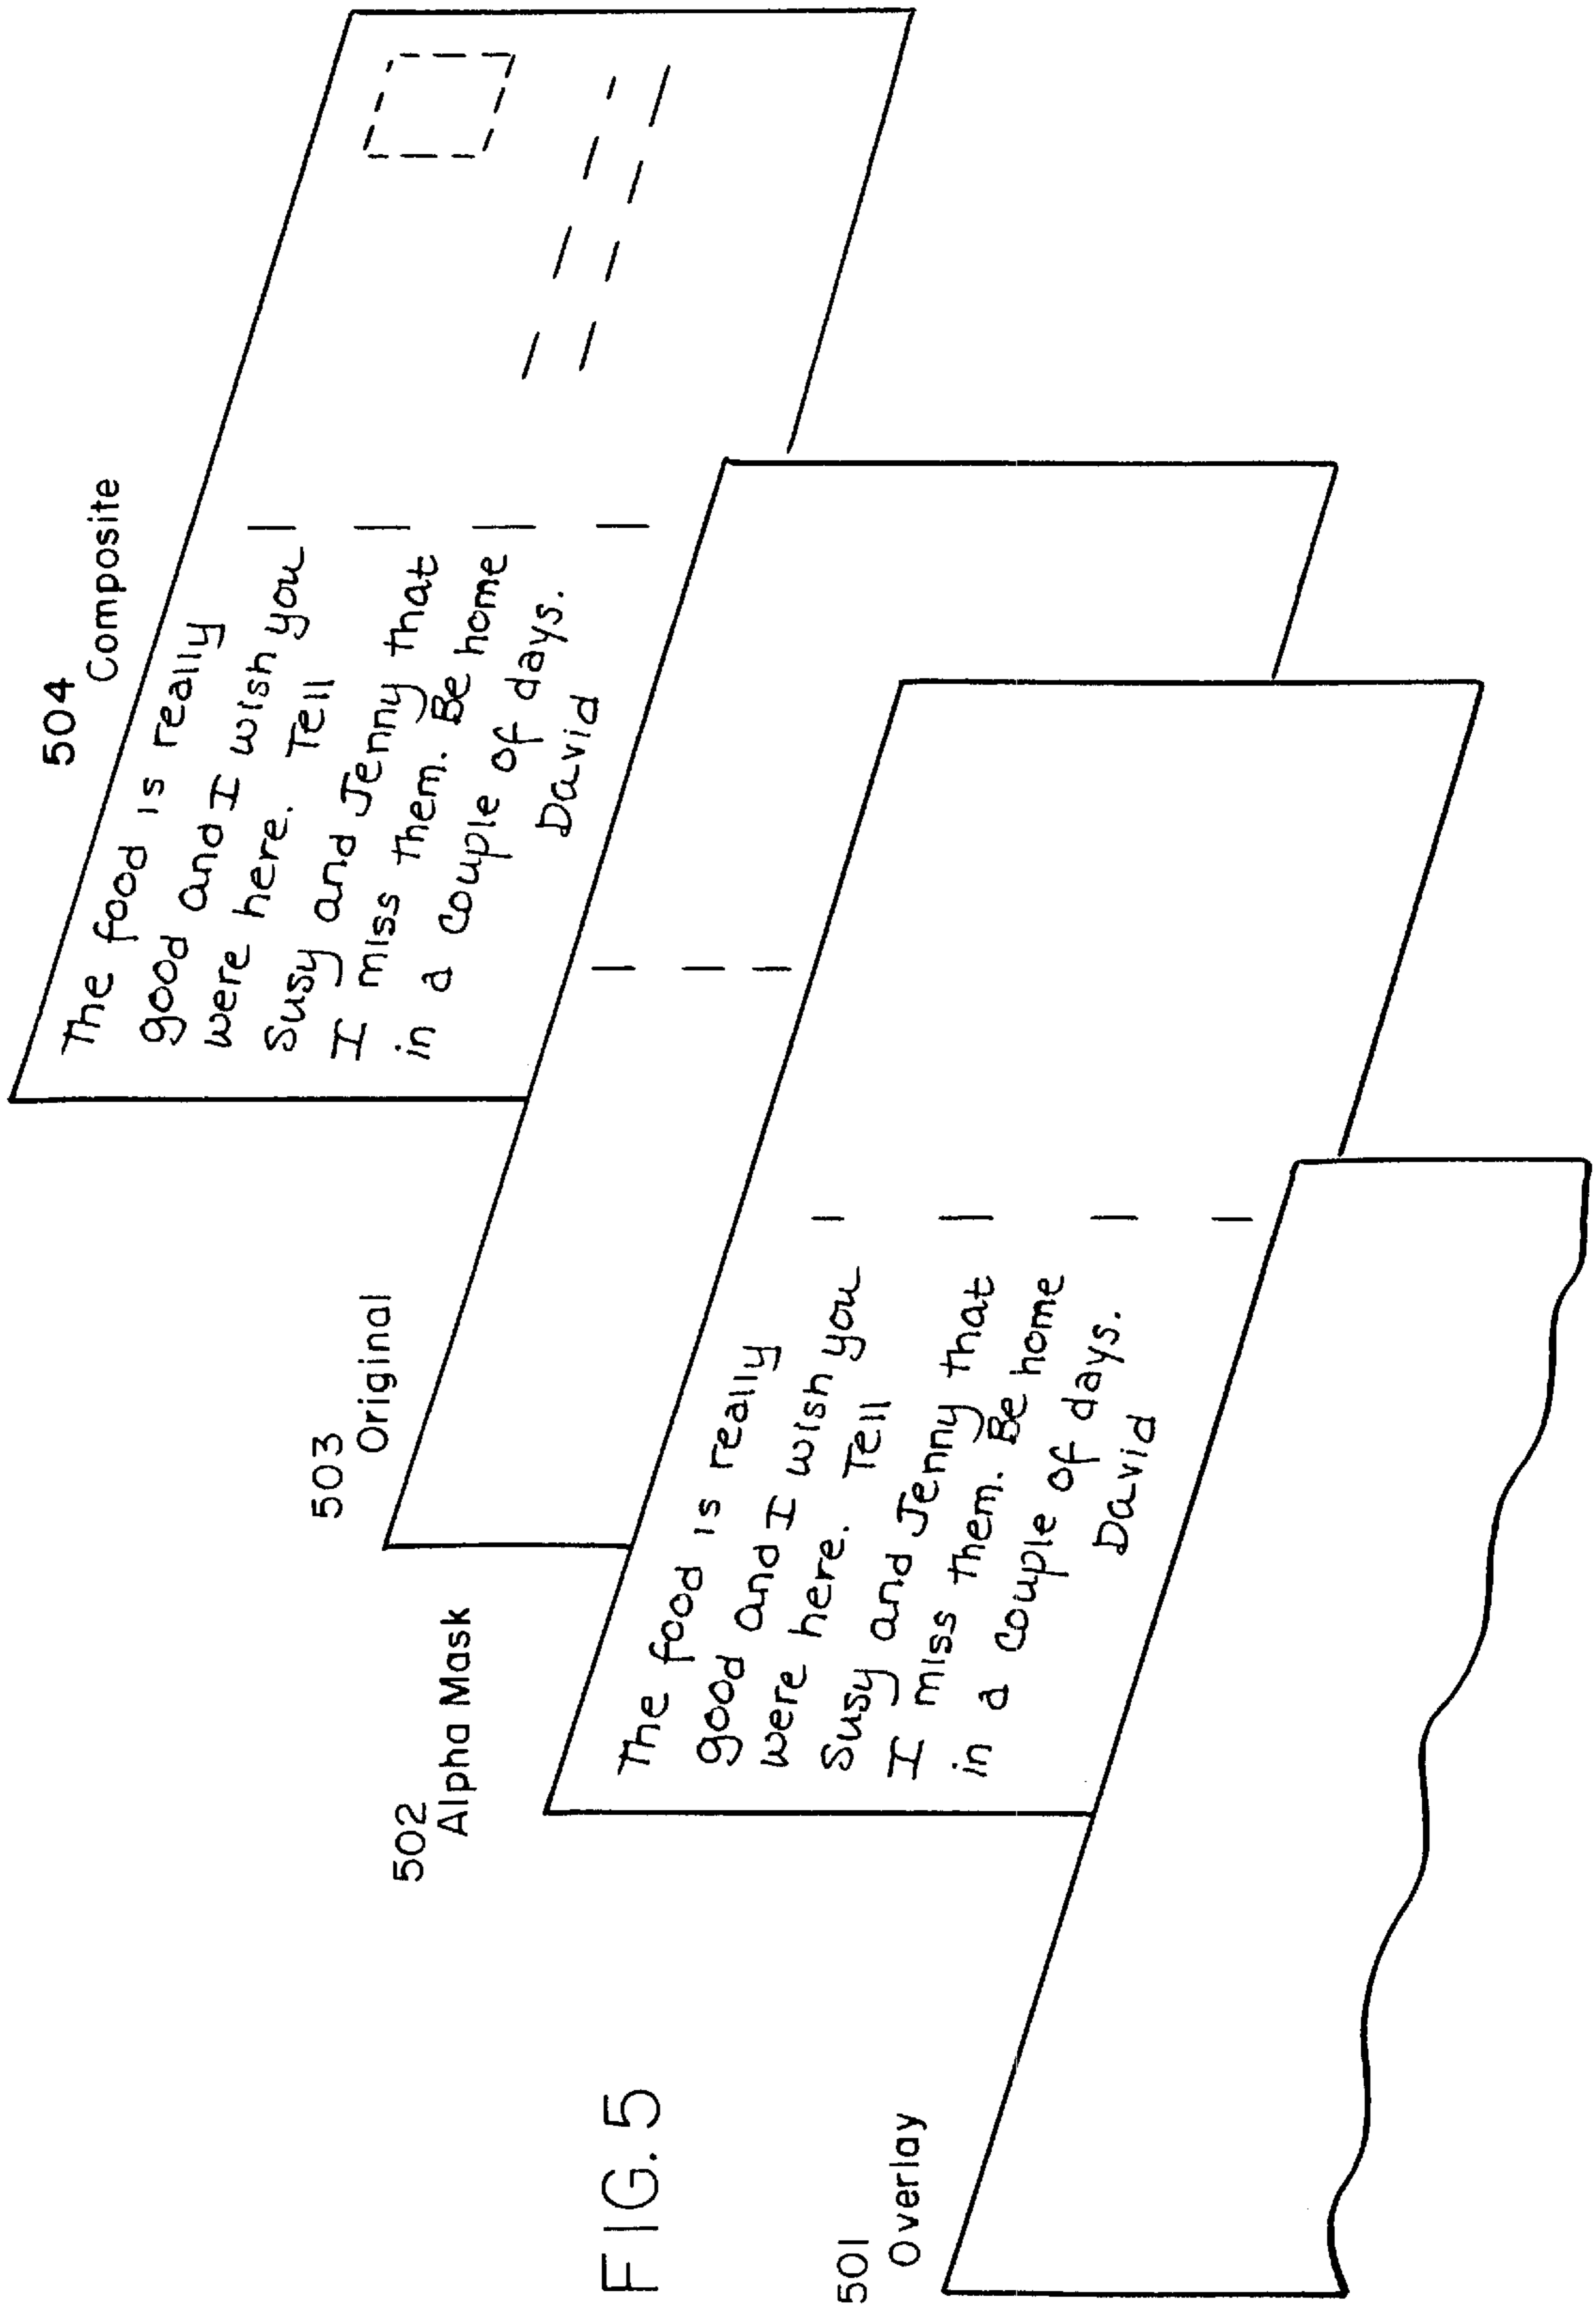 FIG. 5
501
Overlay
502
Alpha Mask
The food is really
good and I wish you
were here. Tell
Susy and Jenny that
I miss them. Be home
in a couple of days.
David
503
Original
504
Composite
The food is really
good and I wish you
were here. Tell
Susy and Jenny that
I miss them. Be home
in a couple of days.
David